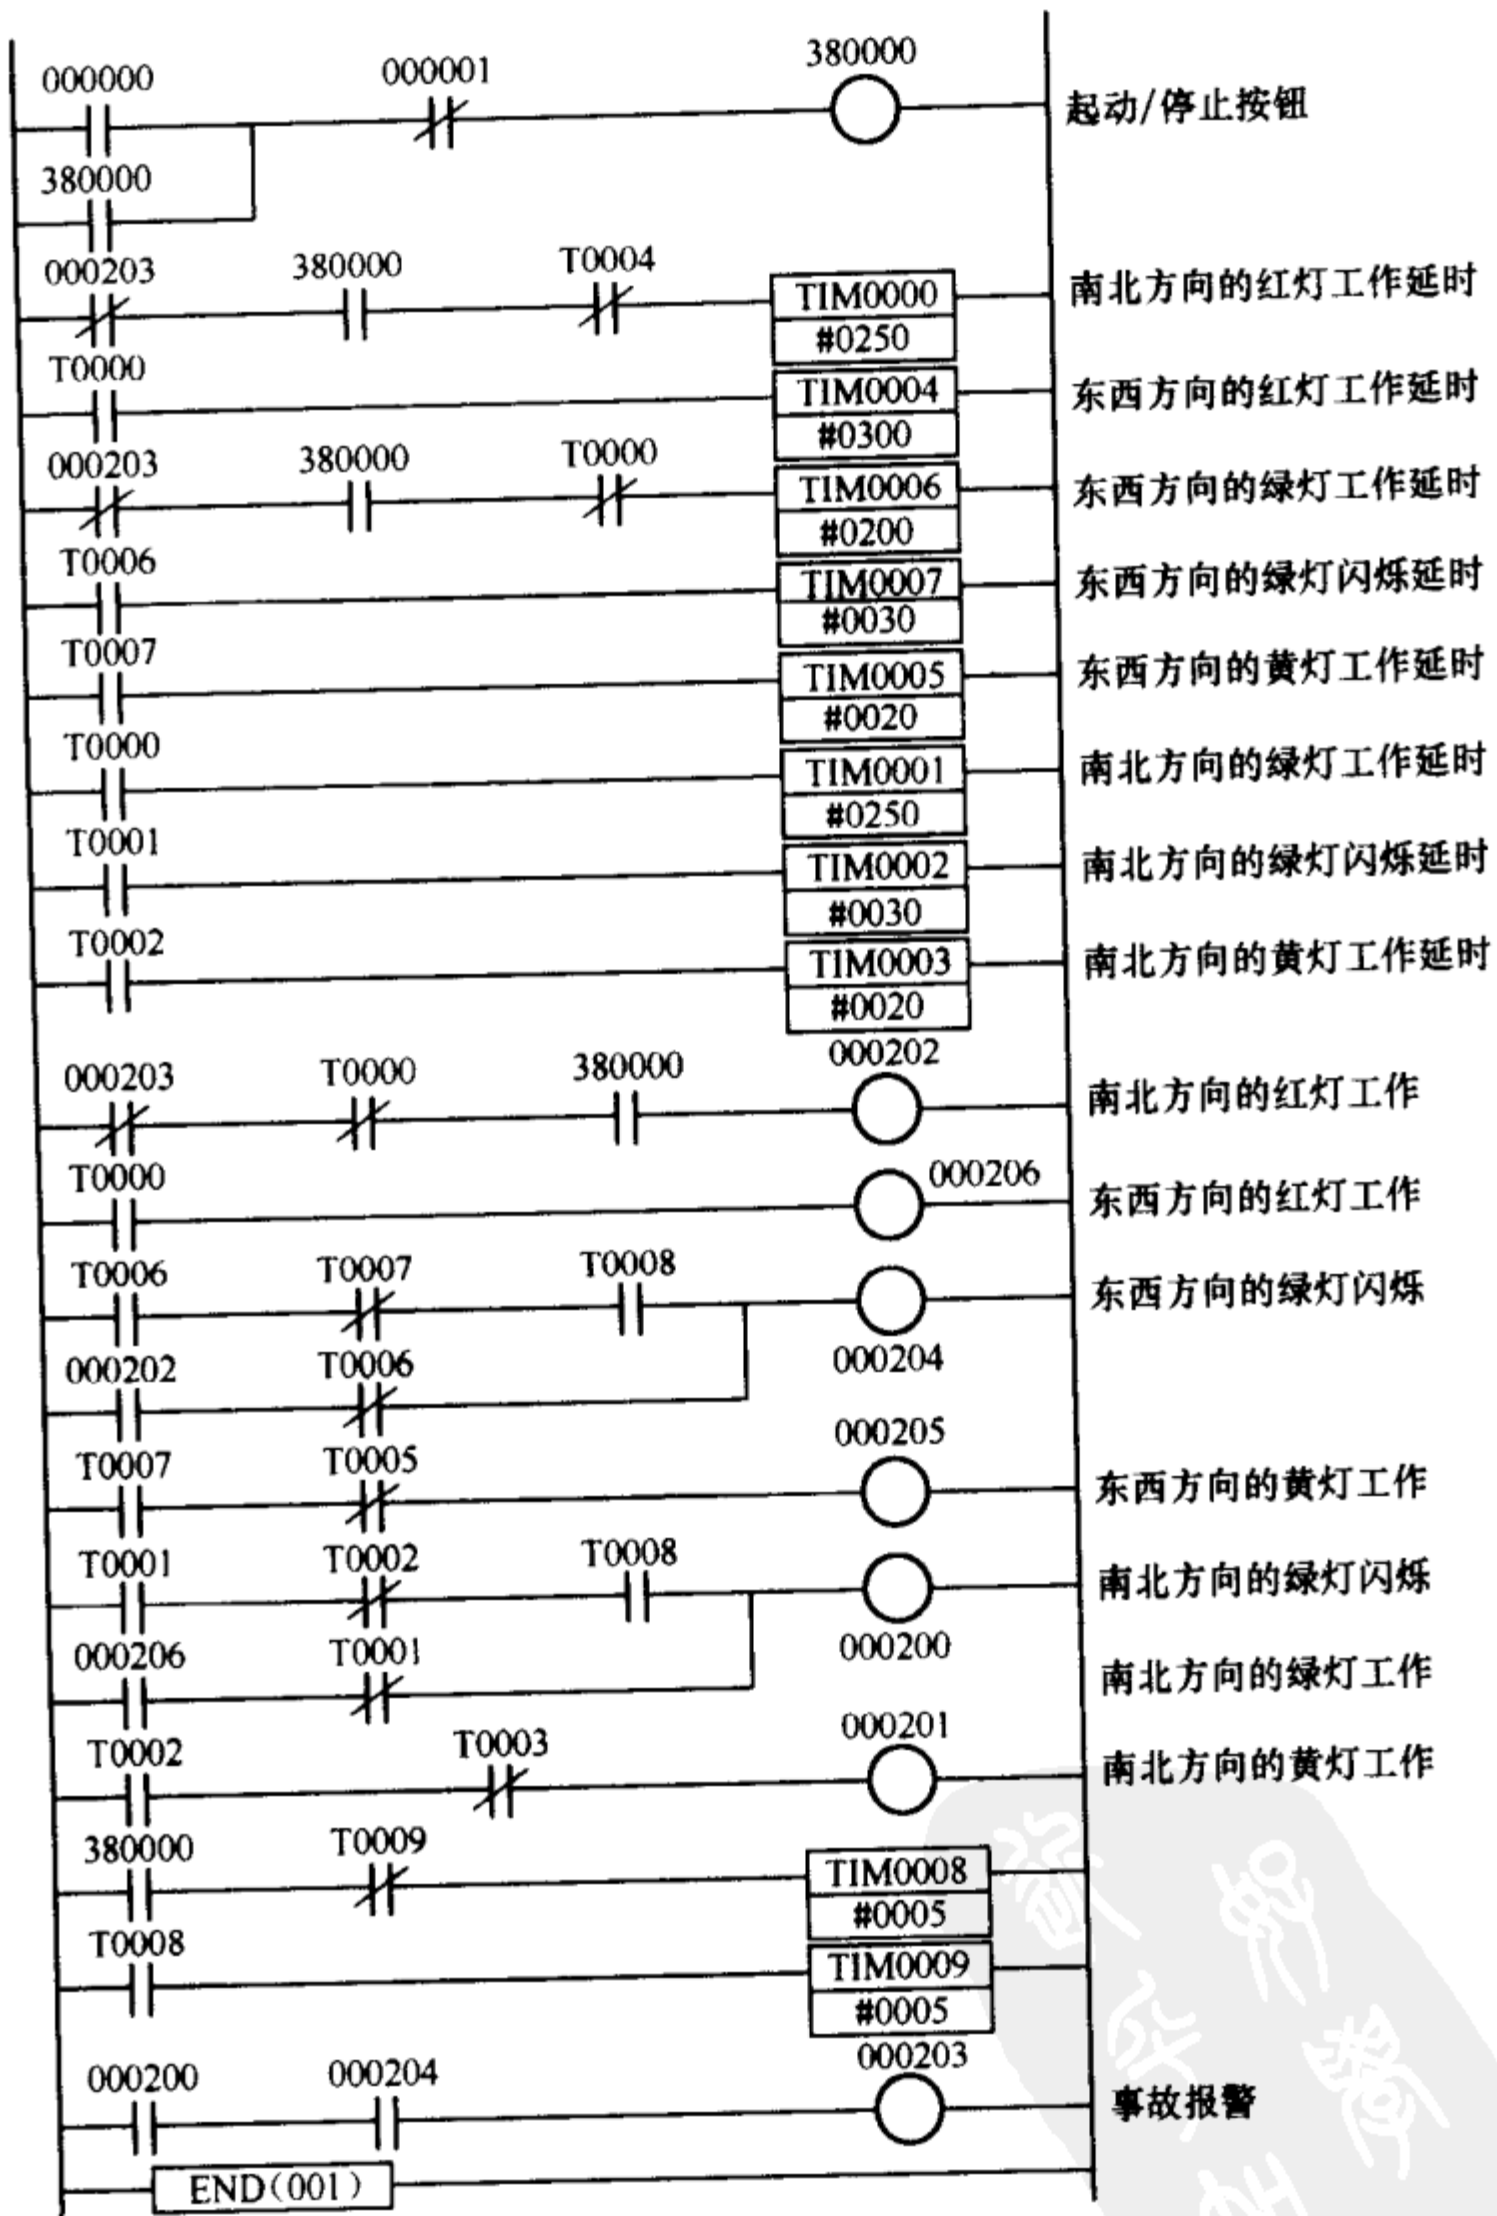 000000 000001 380000
起动/停止按钮
380000
000203 380000 T0004 TIM0000 南北方向的红灯工作延时
#0250
T0000 TIM0004 东西方向的红灯工作延时
#0300
000203 380000 T0000 TIM0006 东西方向的绿灯工作延时
#0200
T0006 TIM0007 东西方向的绿灯闪烁延时
#0030
T0007 TIM0005 东西方向的黄灯工作延时
#0020
T0000 TIM0001 南北方向的绿灯工作延时
#0250
T0001 TIM0002 南北方向的绿灯闪烁延时
#0030
T0002 TIM0003 南北方向的黄灯工作延时
#0020
000203 T0000 380000 000202 南北方向的红灯工作
T0000 000206 东西方向的红灯工作
T0006 T0007 T0008 东西方向的绿灯闪烁
000202 T0006 000204
T0007 T0005 000205 东西方向的黄灯工作
T0001 T0002 T0008 南北方向的绿灯闪烁
000206 T0001 000200 南北方向的绿灯工作
T0002 T0003 000201 南北方向的黄灯工作
380000 T0009 TIM0008
#0005
T0008 TIM0009
#0005
000200 000204 000203 事故报警
END(001)